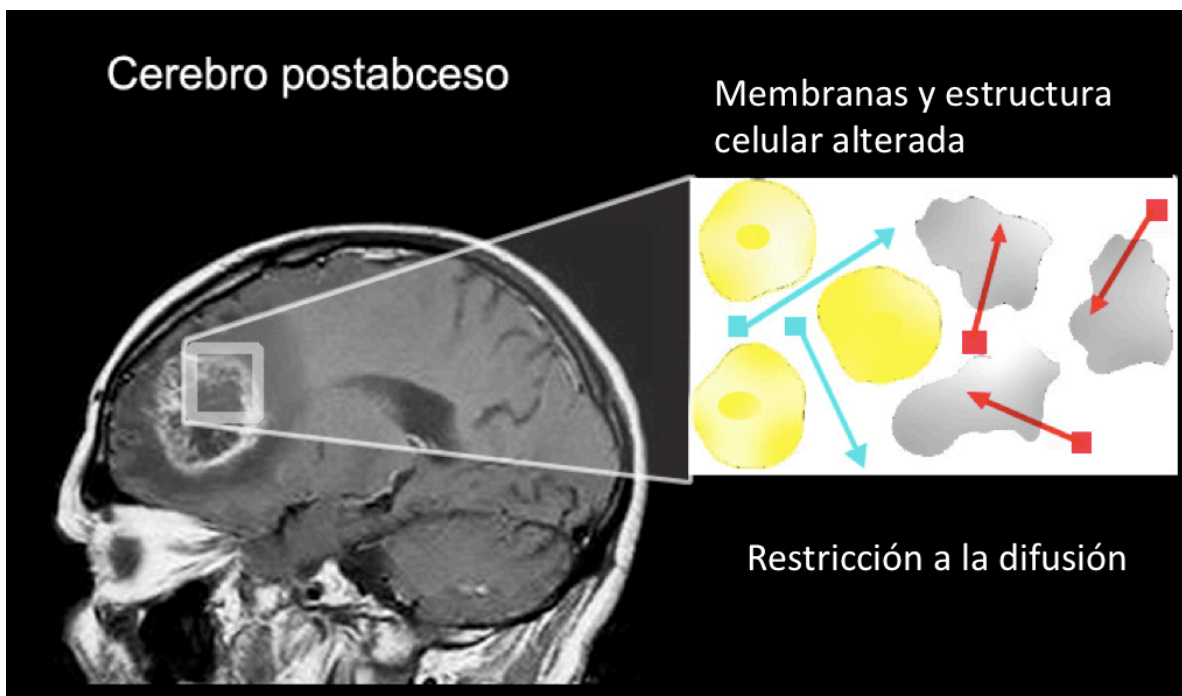 Cerebro postabceso
Membranas y estructura
celular alterada
Restricción a la difusión